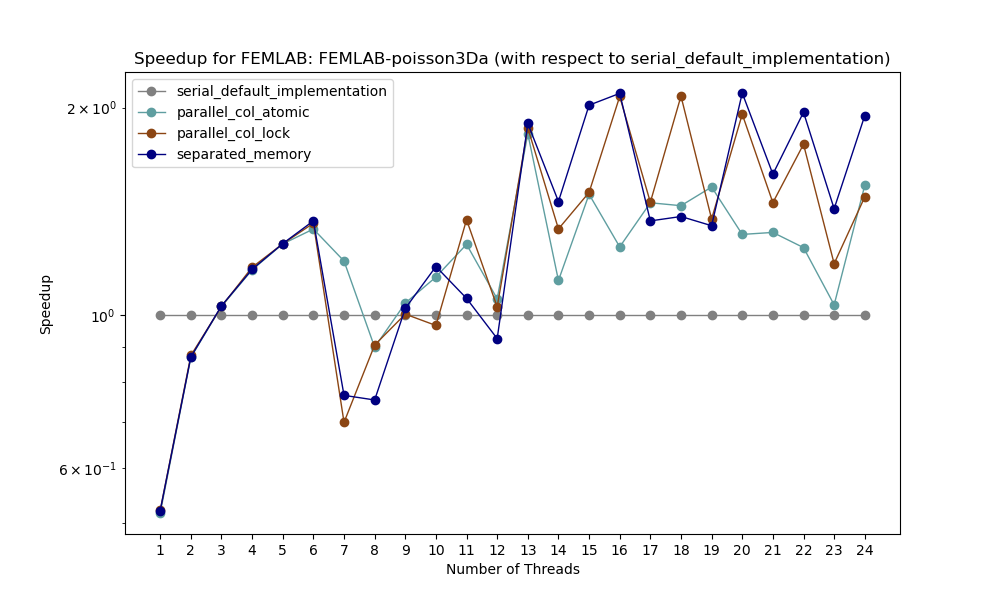 Speedup for FEMLAB: FEMLAB-poisson3Da (with respect to serial_default_implementation)
serial_default_implementation
parallel_col_atomic
parallel_col_lock
separated_memory
2 × 10⁰
10⁰
6 × 10⁻¹
Speedup
1 2 3 4 5 6 7 8 9 10 11 12 13 14 15 16 17 18 19 20 21 22 23 24
Number of Threads